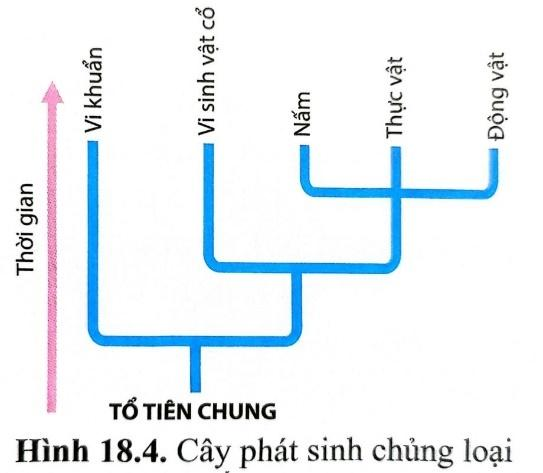 Vi khuẩn
Vi sinh vật cổ
Nấm
Thực vật
Động vật
Thời gian
TỔ TIÊN CHUNG
Hình 18.4. Cây phát sinh chủng loại